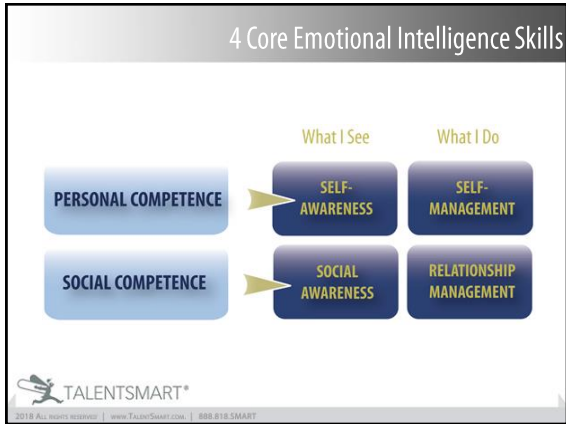 4 Core Emotional Intelligence Skills
What I See
What I Do
PERSONAL COMPETENCE
SELF-
AWARENESS
SELF-
MANAGEMENT
SOCIAL COMPETENCE
SOCIAL
AWARENESS
RELATIONSHIP
MANAGEMENT
TALENTSMART®
2018 ALL RIGHTS RESERVED | WWW.TALENTSMART.COM | 888.818.SMART